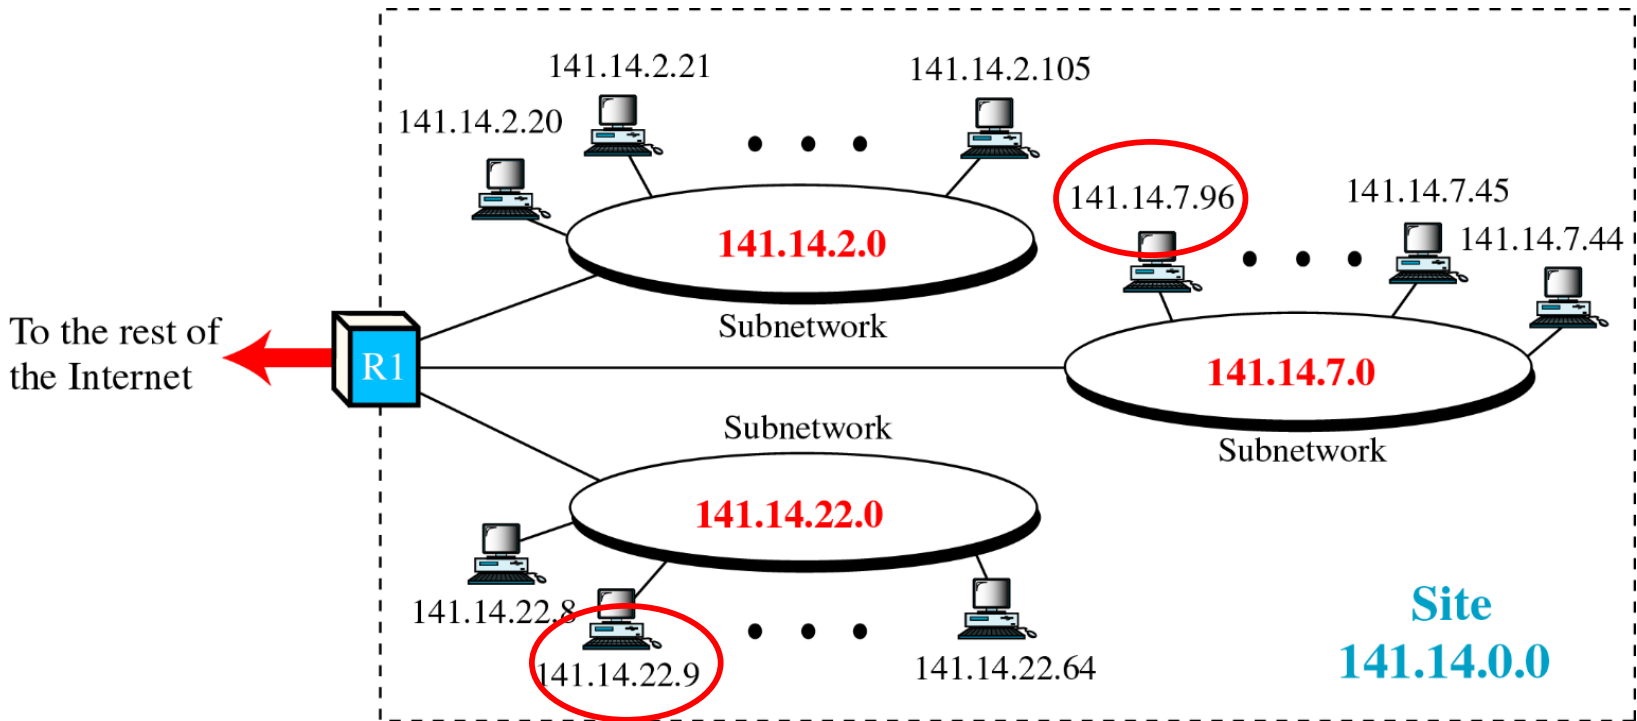 141.14.2.21
141.14.2.105
141.14.2.20
141.14.7.96
141.14.7.45
141.14.7.44
141.14.2.0
To the rest of
the Internet
R1
Subnetwork
141.14.7.0
Subnetwork
Subnetwork
141.14.22.0
141.14.22.8
141.14.22.9
141.14.22.64
Site
141.14.0.0